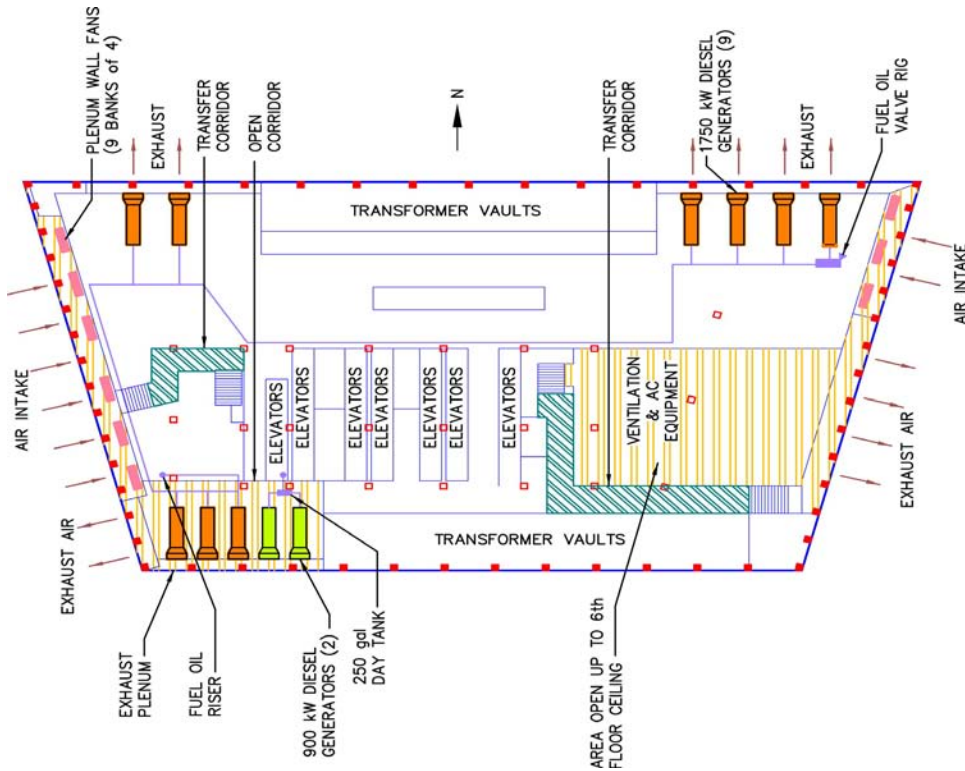 PLENUM WALL FANS
(9 BANKS of 4)
EXHAUST
TRANSFER
CORRIDOR
OPEN
CORRIDOR
N
TRANSFER
CORRIDOR
1750 kW DIESEL
GENERATORS (9)
EXHAUST
FUEL OIL
VALVE RIG
TRANSFORMER VAULTS
AIR INTAKE
AIR INTAKE
ELEVATORS
ELEVATORS
ELEVATORS
ELEVATORS
ELEVATORS
ELEVATORS
ELEVATORS
VENTILATION
& AC
EQUIPMENT
EXHAUST AIR
EXHAUST AIR
TRANSFORMER VAULTS
EXHAUST
PLENUM
FUEL OIL
RISER
900 kW DIESEL
GENERATORS (2)
250 gal
DAY TANK
AREA OPEN UP TO 6th
FLOOR CEILING